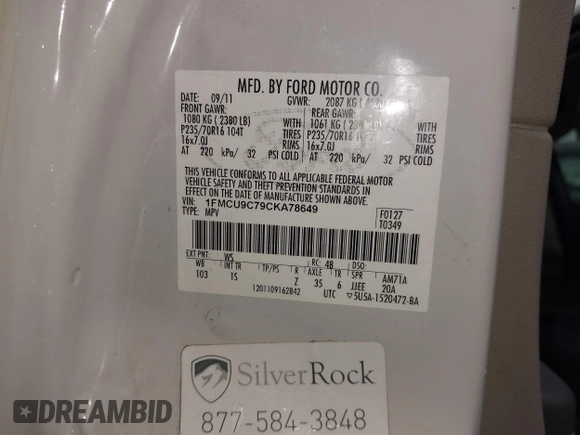 MFD. BY FORD MOTOR CO.
DATE: 09/11 GVWR: 2087 KG
FRONT GAWR: REAR GAWR:
1080 KG ( 2380 LB) WITH 1061 KG ( WITH
P235/70R16 104T TIRES P235/70R16 TIRES
16x7.0J RIMS 16x7.0J RIMS
AT 220 kPa/ 32 PSI COLD AT 220 kPa/ 32 PSI COLD
THIS VEHICLE CONFORMS TO ALL APPLICABLE FEDERAL MOTOR
VEHICLE SAFETY AND THEFT PREVENTION STANDARDS IN
EFFECT ON THE DATE OF MANUFACTURE SHOWN ABOVE.
VIN: 1FMCU9C79CKA78649 F0127
TYPE: MPV T0349
EXT PNT: WS RC: 48 DSO:
WB INT TR TP/PS R AXLE TR SPR AM71A
103 1S Z 35 6 JJEE 20A
1201109162842 UTC ▽5U5A-1520472-BA
SilverRock
877-584-3848
DREAMBID